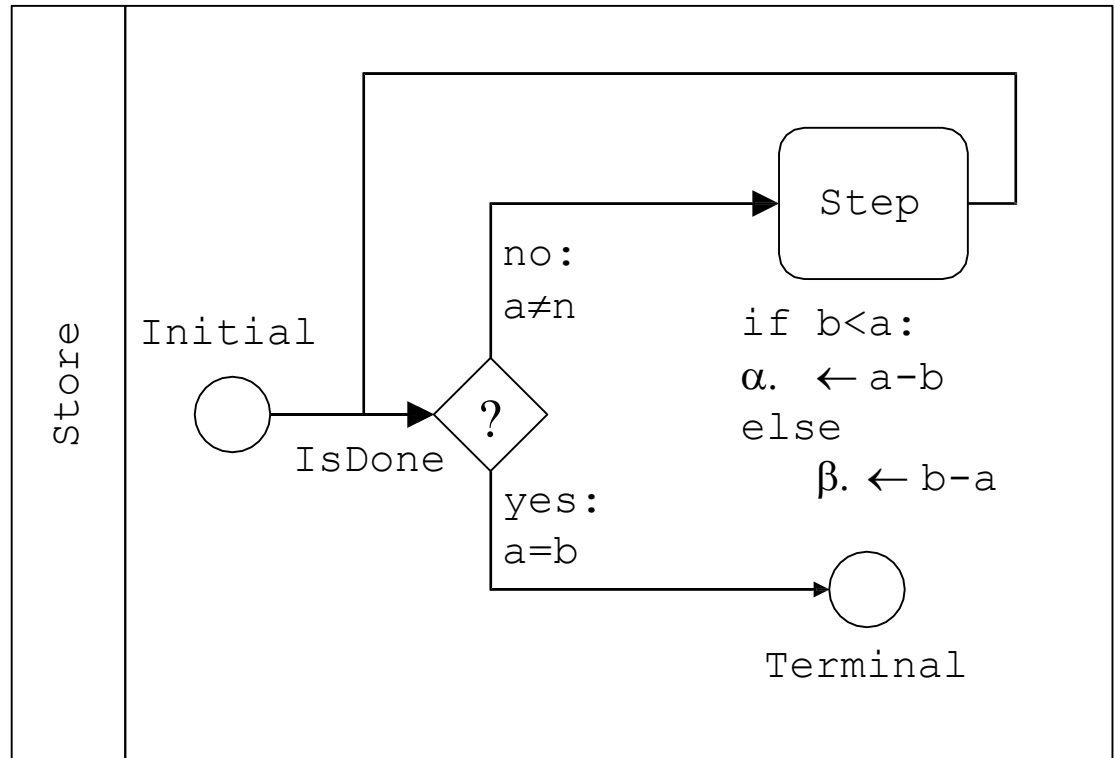 Store
Initial
IsDone
?
no:
a≠n
yes:
a=b
Step
if b<a:
α. ← a-b
else
β. ← b-a
Terminal